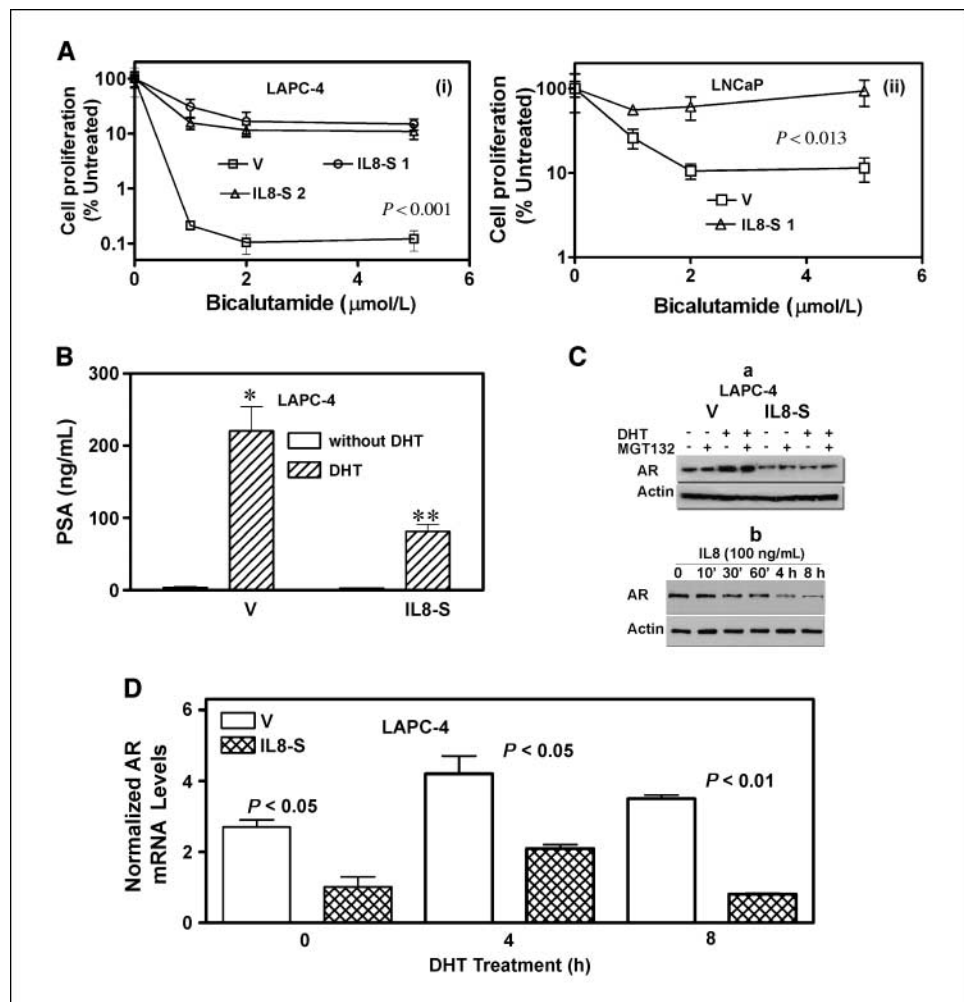 A
LAPC-4
(i)
100
10
1
0.1
V
IL8-S 1
IL8-S 2
P < 0.001
Cell proliferation
(% Untreated)
0
2
4
6
Bicalutamide (μmol/L)
LNCaP
(ii)
100
10
1
P < 0.013
V
IL8-S 1
Cell proliferation
(% Untreated)
0
2
4
6
Bicalutamide (μmol/L)
B
300
200
100
0
PSA (ng/mL)
LAPC-4
without DHT
DHT
*
**
V
IL8-S
C
a
LAPC-4
V IL8-S
DHT - - + + - - + +
MGT132 - + - + - + - +
AR
Actin
b
IL8 (100 ng/mL)
0 10' 30' 60' 4 h 8 h
AR
Actin
D
6
4
2
0
Normalized AR
mRNA Levels
V
IL8-S
LAPC-4
P < 0.05
P < 0.05
P < 0.01
0
4
8
DHT Treatment (h)